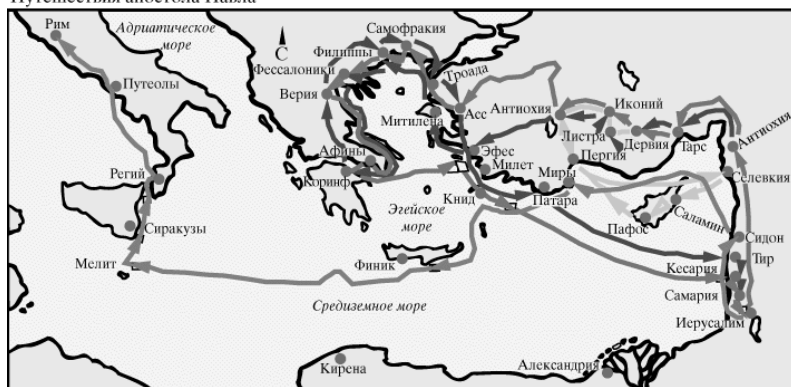 Путешествия апостола Павла
Рим
Адриатическое
море
С
Самофракия
Филиппы
Фессалоники
Путеолы
Верия
Троада
Асс
Митилена
Антиохия
Иконий
Листра
Дервия
Тарс
Антиохия
Пергия
Эфес
Милет
Миры
Афины
Коринф
Селевкия
Регий
Книд
Патара
Эгейское
море
Саламин
Пафос
Сиракузы
Сидон
Тир
Мелит
Финик
Кесария
Самария
Средиземное море
Иерусалим
Кирена
Александрия